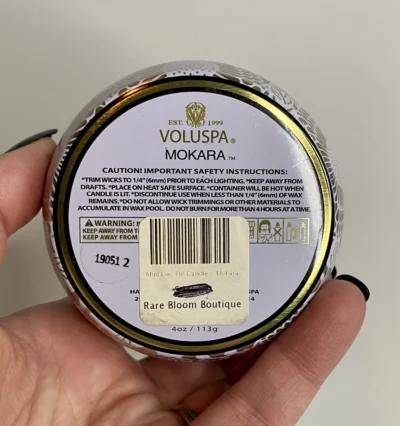 EST. 1999
VOLUSPA®
MOKARA™
CAUTION! IMPORTANT SAFETY INSTRUCTIONS:
*TRIM WICKS TO 1/4" (6mm) PRIOR TO EACH LIGHTING. *KEEP AWAY FROM
DRAFTS. *PLACE ON HEAT SAFE SURFACE. *CONTAINER WILL BE HOT WHEN
CANDLE IS LIT. *DISCONTINUE USE WHEN LESS THAN 1/4" (6mm) OF WAX
REMAINS. *DO NOT ALLOW WICK TRIMMINGS OR OTHER MATERIALS TO
ACCUMULATE IN WAX POOL. DO NOT BURN FOR MORE THAN 4 HOURS AT A TIME.
WARNING:
KEEP AWAY FROM
KEEP AWAY FROM
19051 2
Candle
Rare Bloom Boutique
4oz / 113g